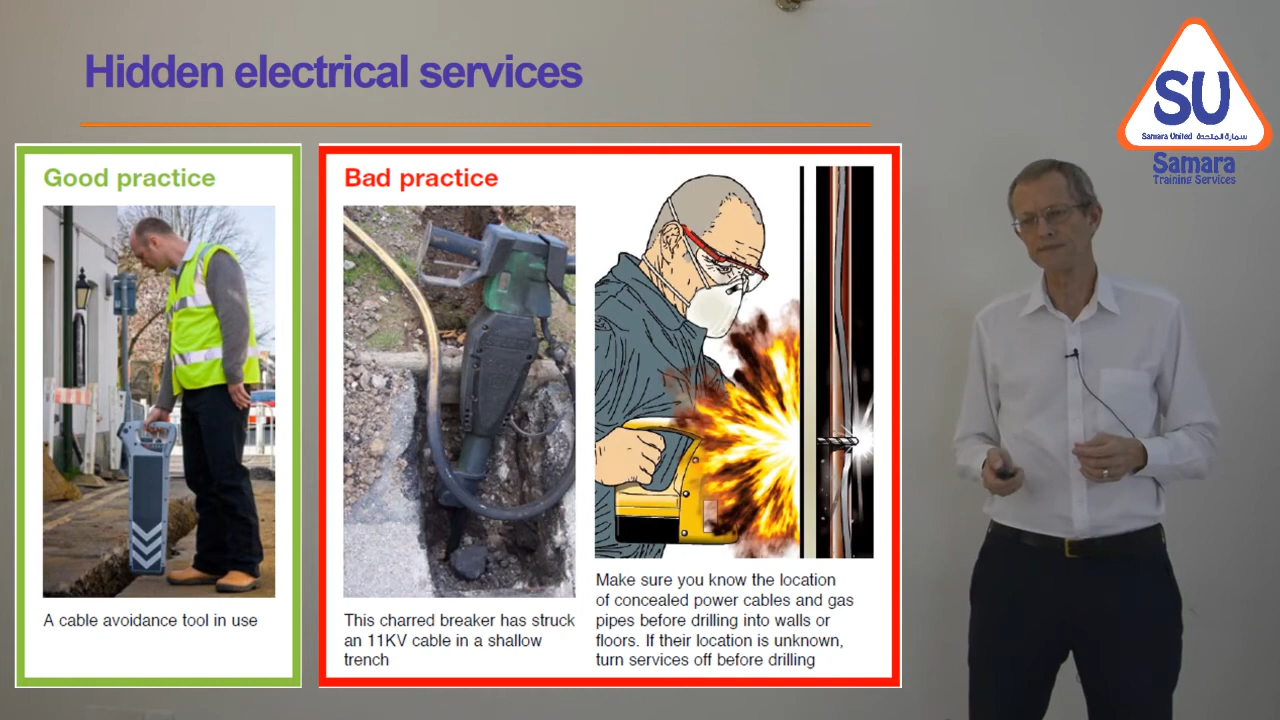 Hidden electrical services
SU
Samara United سمارة المتحدة
Samara
Training Services
Good practice
A cable avoidance tool in use
Bad practice
This charred breaker has struck
an 11KV cable in a shallow
trench
Make sure you know the location
of concealed power cables and gas
pipes before drilling into walls or
floors. If their location is unknown,
turn services off before drilling